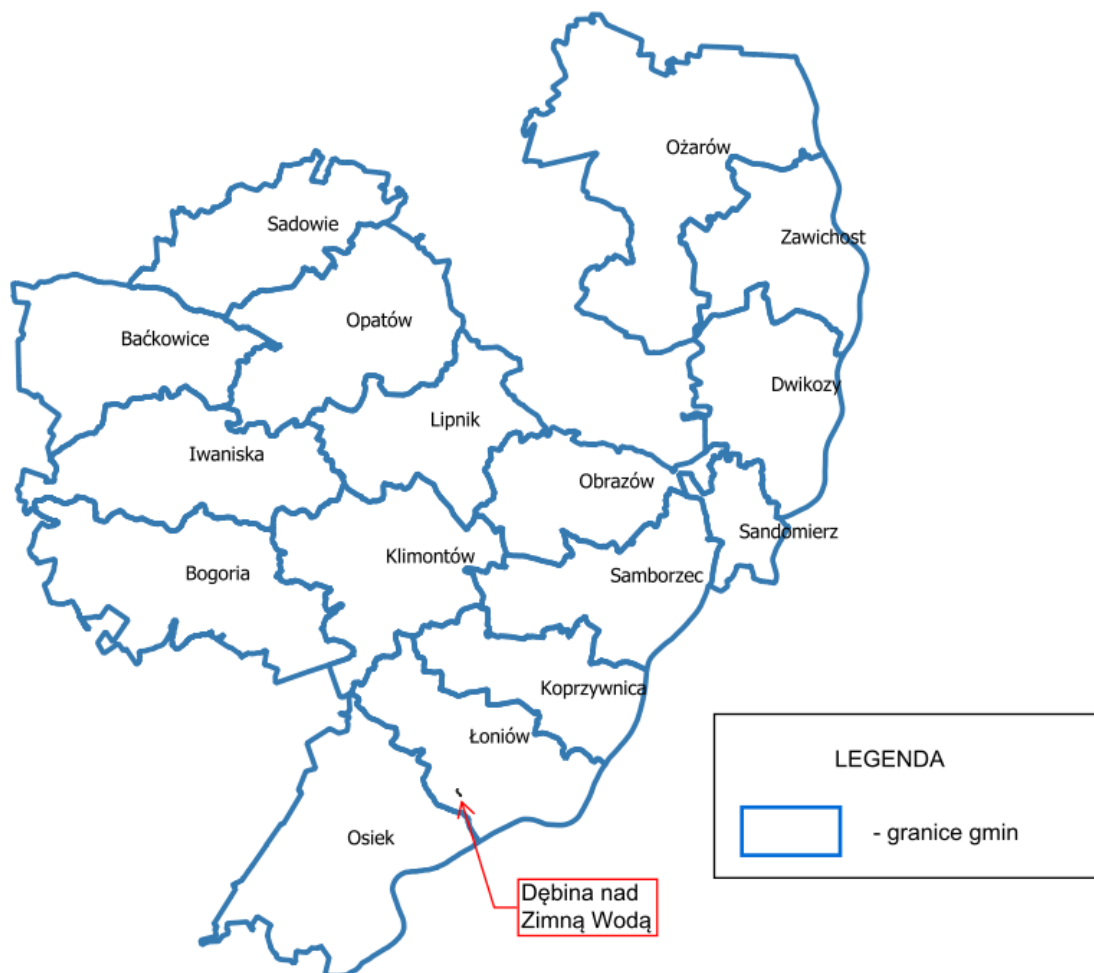 Ożarów
Sadowie
Zawichost
Opatów
Baćkowice
Dwikozy
Lipnik
Iwaniska
Obrazów
Sandomierz
Klimontów
Bogoria
Samborzec
Koprzywnica
Łoniów
LEGENDA
- granice gmin
Osiek
Dębina nad
Zimną Wodą